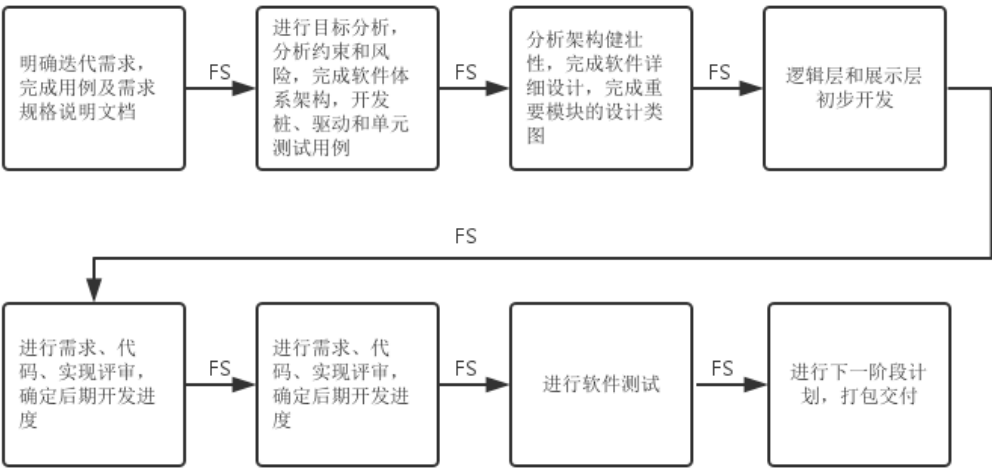 明确迭代需求，
完成用例及需求
规格说明文档
FS
进行目标分析，
分析约束和风
险，完成软件体
系架构，开发
桩、驱动和单元
测试用例
FS
分析架构健壮
性，完成软件详
细设计，完成重
要模块的设计类
图
FS
逻辑层和展示层
初步开发
FS
进行需求、代
码、实现评审，
确定后期开发进
度
FS
进行需求、代
码、实现评审，
确定后期开发进
度
FS
进行软件测试
FS
进行下一阶段计
划，打包交付